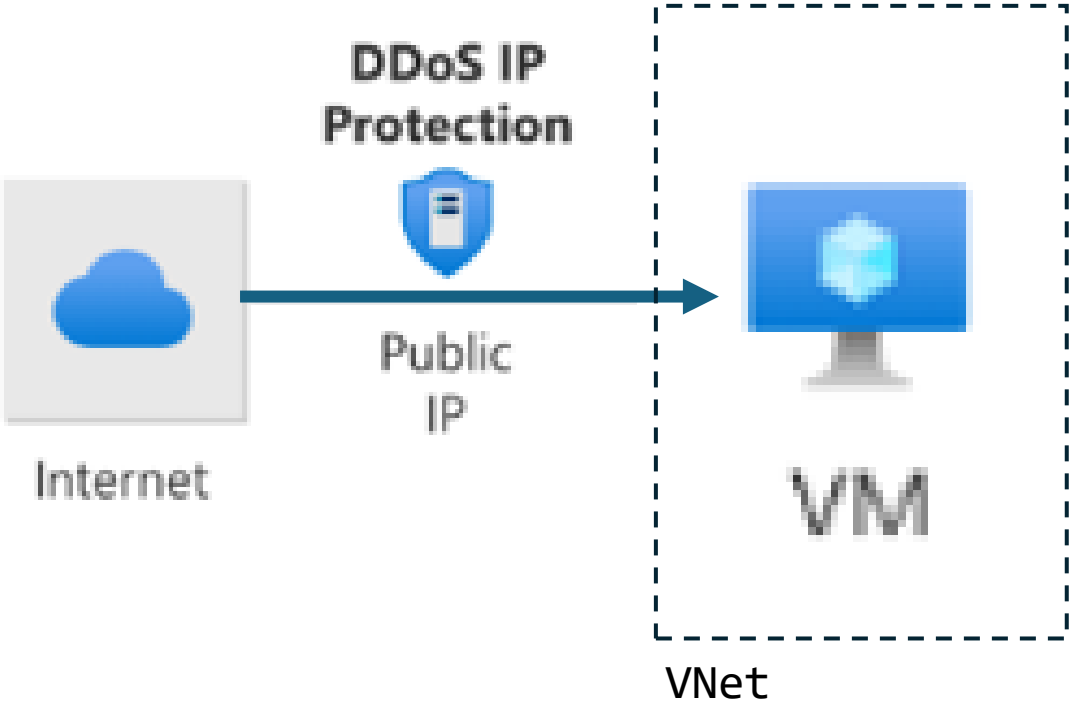 DDoS IP
Protection
Public
IP
Internet
VM
VNet